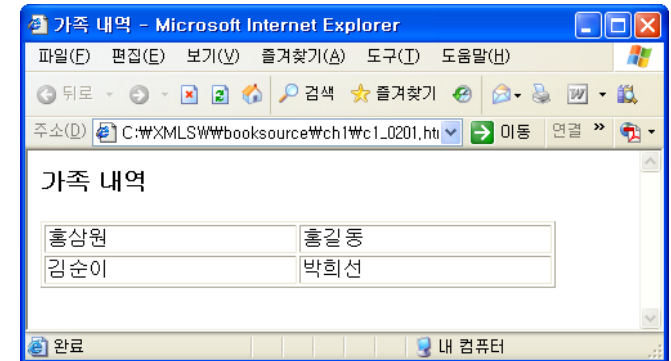 가족 내역 - Microsoft Internet Explorer
파일(F) 편집(E) 보기(V) 즐겨찾기(A) 도구(T) 도움말(H)
뒤로 검색 즐겨찾기
주소(D) C:₩XMLSW₩booksource₩ch1₩c1_0201.htm 이동 연결 »
가족 내역
홍삼원 홍길동
김순이 박희선
완료 내 컴퓨터